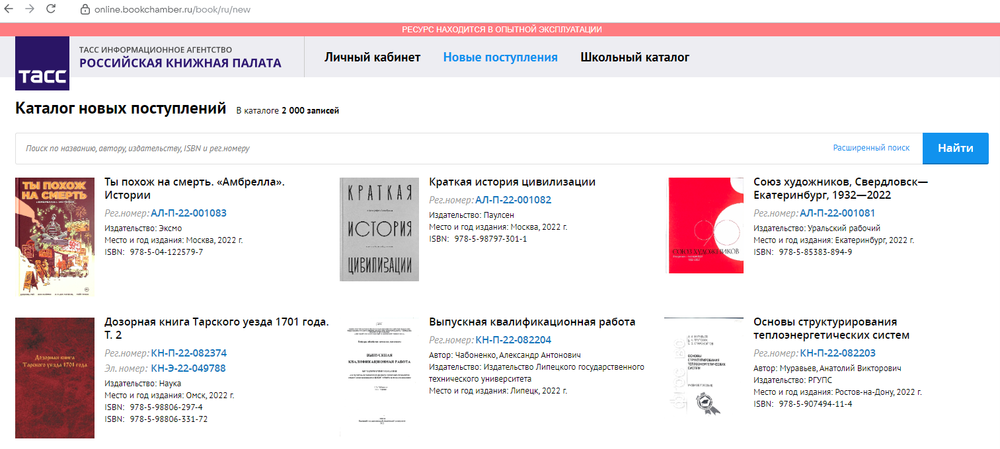 online.bookchamber.ru/book/ru/new
РЕСУРС НАХОДИТСЯ В ОПЫТНОЙ ЭКСПЛУАТАЦИИ
ТАСС
ТАСС ИНФОРМАЦИОННОЕ АГЕНТСТВО
РОССИЙСКАЯ КНИЖНАЯ ПАЛАТА
Личный кабинет
Новые поступления
Школьный каталог
Каталог новых поступлений
В каталоге 2 000 записей
Поиск по названию, автору, издательству, ISBN и рег.номеру
Расширенный поиск
Найти
ТЫ ПОХОЖ
НА СМЕРТЬ
Ты похож на смерть. «Амбрелла».
Истории
Рег.номер: АЛ-П-22-001083
Издательство: Эксмо
Место и год издания: Москва, 2022 г.
ISBN: 978-5-04-122579-7
КРАТКАЯ
ИСТОРИЯ
ЦИВИЛИЗАЦИИ
Краткая история цивилизации
Рег.номер: АЛ-П-22-001082
Издательство: Паулсен
Место и год издания: Москва, 2022 г.
ISBN: 978-5-98797-301-1
90
СОЮЗ ХУДОЖНИКОВ
Союз художников, Свердловск—
Екатеринбург, 1932—2022
Рег.номер: АЛ-П-22-001081
Издательство: Уральский рабочий
Место и год издания: Екатеринбург, 2022 г.
ISBN: 978-5-85383-894-9
Дозорная книга
Тарского уезда 1701 года
Дозорная книга Тарского уезда 1701 года.
Т. 2
Рег.номер: КН-П-22-082374
Эл. номер: КН-Э-22-049788
Издательство: Наука
Место и год издания: Омск, 2022 г.
ISBN: 978-5-98806-297-4
ISBN: 978-5-98806-331-72
ВЫПУСКНАЯ
КВАЛИФИКАЦИОННАЯ РАБОТА
Выпускная квалификационная работа
Рег.номер: КН-П-22-082204
Автор: Чабоненко, Александр Антонович
Издательство: Издательство Липецкого государственного
технического университета
Место и год издания: Липецк, 2022 г.
ОСНОВЫ
СТРУКТУРИРОВАНИЯ
ТЕПЛОЭНЕРГЕТИЧЕСКИХ
СИСТЕМ
УЧЕБНОЕ ПОСОБИЕ
фгос во
Основы структурирования
теплоэнергетических систем
Рег.номер: КН-П-22-082203
Автор: Муравьев, Анатолий Викторович
Издательство: РГУПС
Место и год издания: Ростов-на-Дону, 2022 г.
ISBN: 978-5-907494-11-4